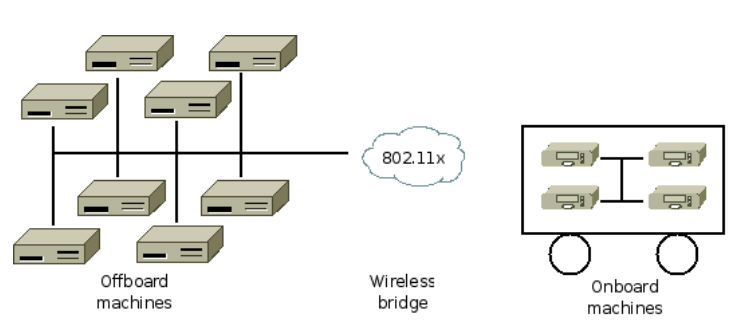 802.11x
Offboard
machines
Wireless
bridge
Onboard
machines